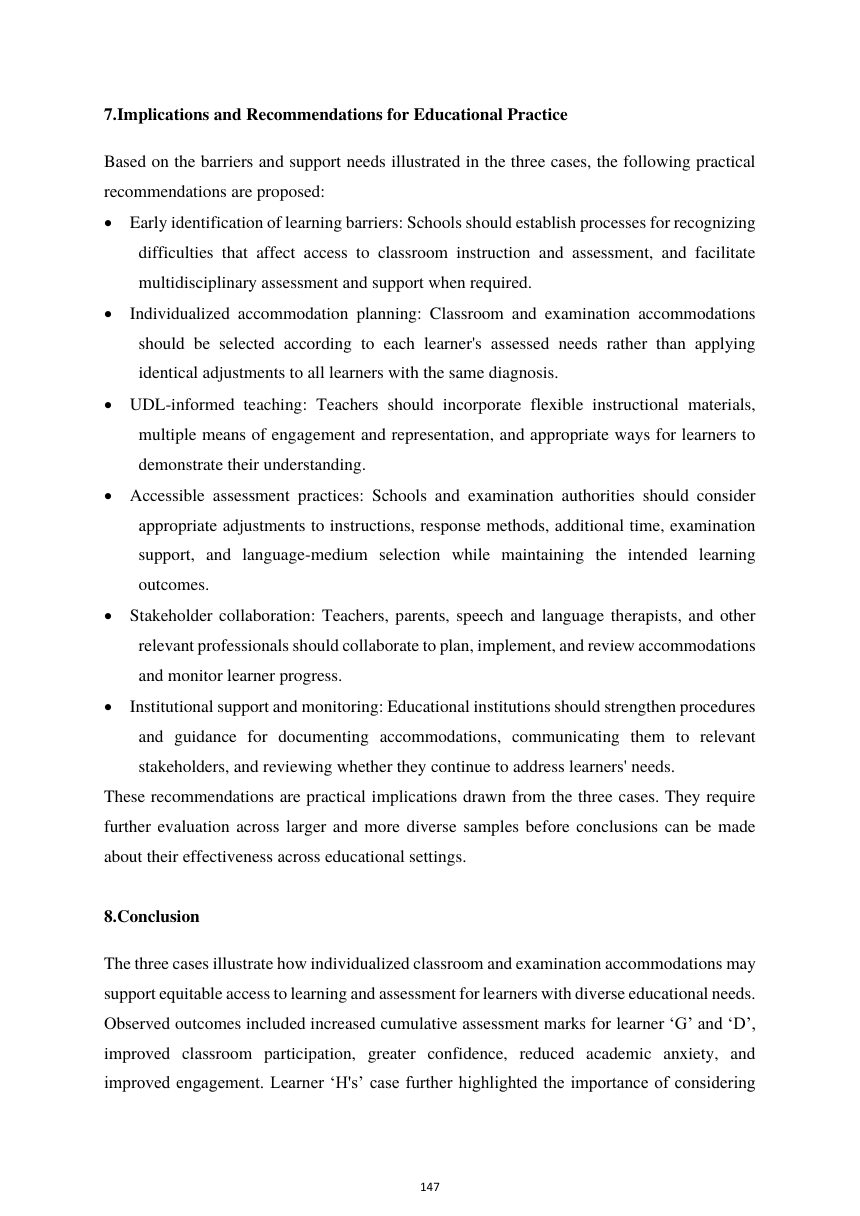 7.Implications and Recommendations for Educational Practice
Based on the barriers and support needs illustrated in the three cases, the following practical
recommendations are proposed:
• Early identification of learning barriers: Schools should establish processes for recognizing
difficulties that affect access to classroom instruction and assessment, and facilitate
multidisciplinary assessment and support when required.
• Individualized accommodation planning: Classroom and examination accommodations
should be selected according to each learner's assessed needs rather than applying
identical adjustments to all learners with the same diagnosis.
• UDL-informed teaching: Teachers should incorporate flexible instructional materials,
multiple means of engagement and representation, and appropriate ways for learners to
demonstrate their understanding.
• Accessible assessment practices: Schools and examination authorities should consider
appropriate adjustments to instructions, response methods, additional time, examination
support, and language-medium selection while maintaining the intended learning
outcomes.
• Stakeholder collaboration: Teachers, parents, speech and language therapists, and other
relevant professionals should collaborate to plan, implement, and review accommodations
and monitor learner progress.
• Institutional support and monitoring: Educational institutions should strengthen procedures
and guidance for documenting accommodations, communicating them to relevant
stakeholders, and reviewing whether they continue to address learners' needs.
These recommendations are practical implications drawn from the three cases. They require
further evaluation across larger and more diverse samples before conclusions can be made
about their effectiveness across educational settings.
8.Conclusion
The three cases illustrate how individualized classroom and examination accommodations may
support equitable access to learning and assessment for learners with diverse educational needs.
Observed outcomes included increased cumulative assessment marks for learner ‘G’ and ‘D’,
improved classroom participation, greater confidence, reduced academic anxiety, and
improved engagement. Learner ‘H's’ case further highlighted the importance of considering
147